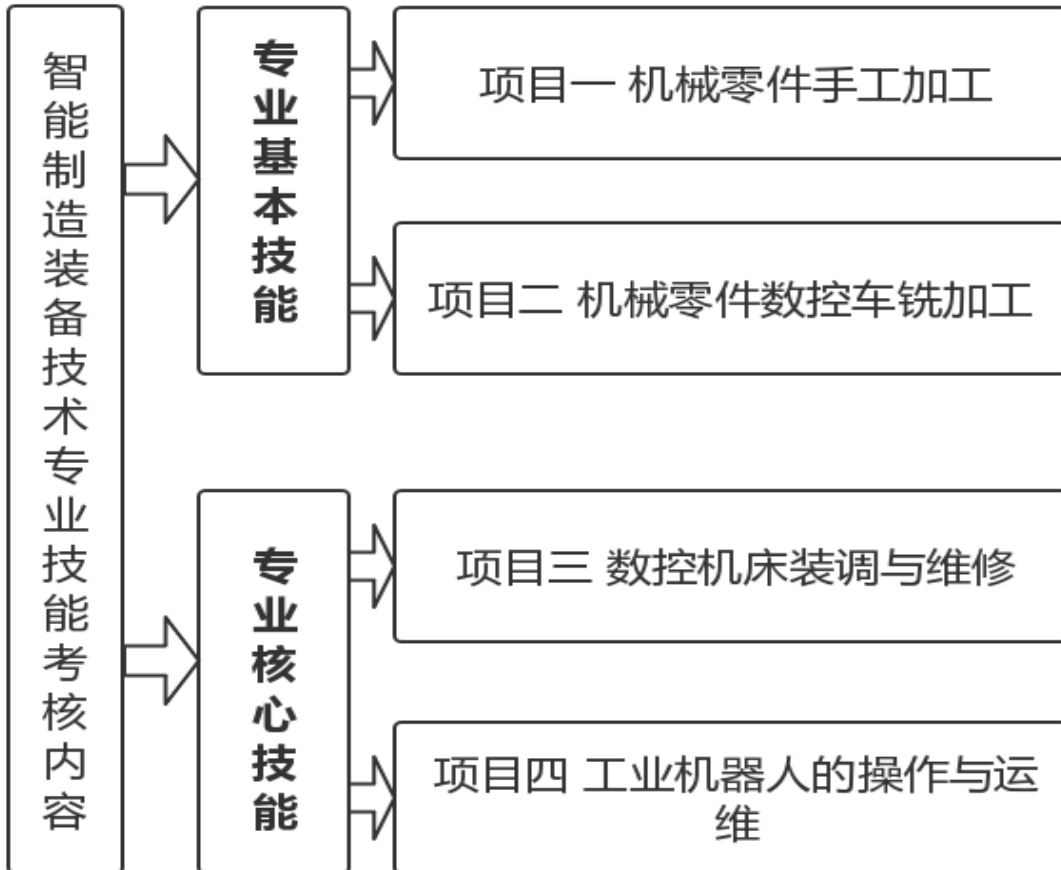 智能制造装备技术专业技能考核内容
专业基本技能
项目一 机械零件手工加工
项目二 机械零件数控车铣加工
专业核心技能
项目三 数控机床装调与维修
项目四 工业机器人的操作与运
维